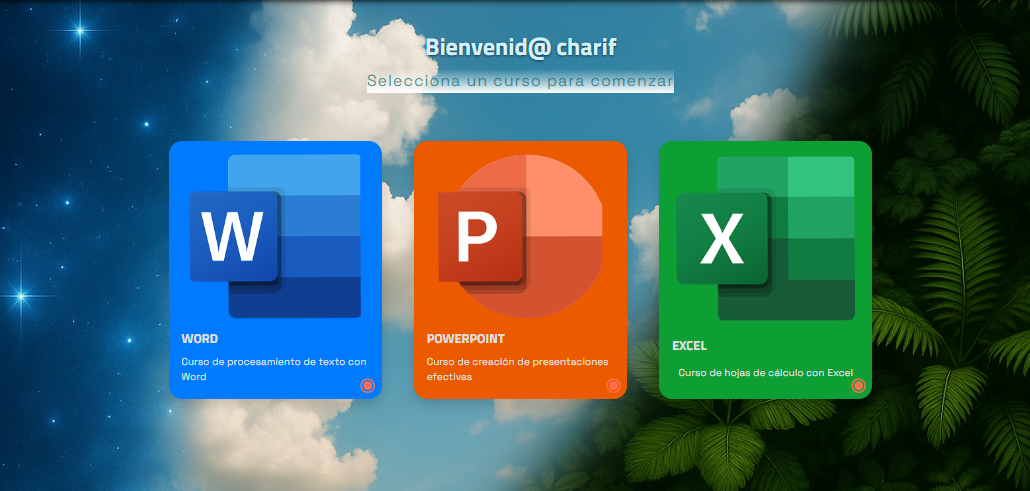 Bienvenid@ charif
Selecciona un curso para comenzar
W
P
X
WORD
Curso de procesamiento de texto con
Word
POWERPOINT
Curso de creación de presentaciones
efectivas
EXCEL
Curso de hojas de cálculo con Excel